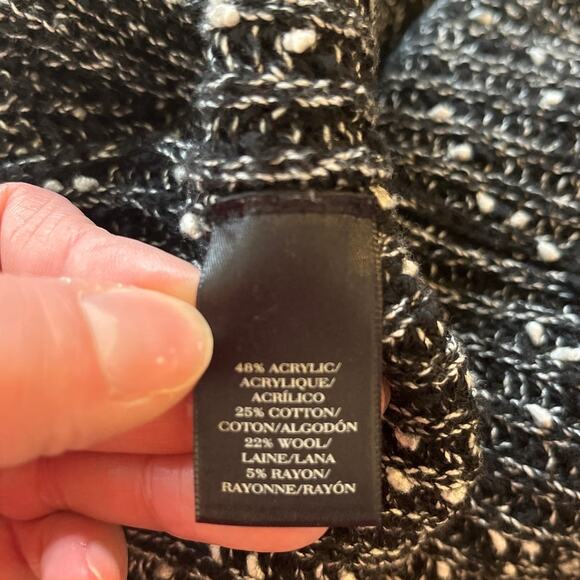 48% ACRYLIC/
ACRYLIQUE/
ACRÍLICO
25% COTTON/
COTON/ALGODÓN
22% WOOL/
LAINE/LANA
5% RAYON/
RAYONNE/RAYÓN